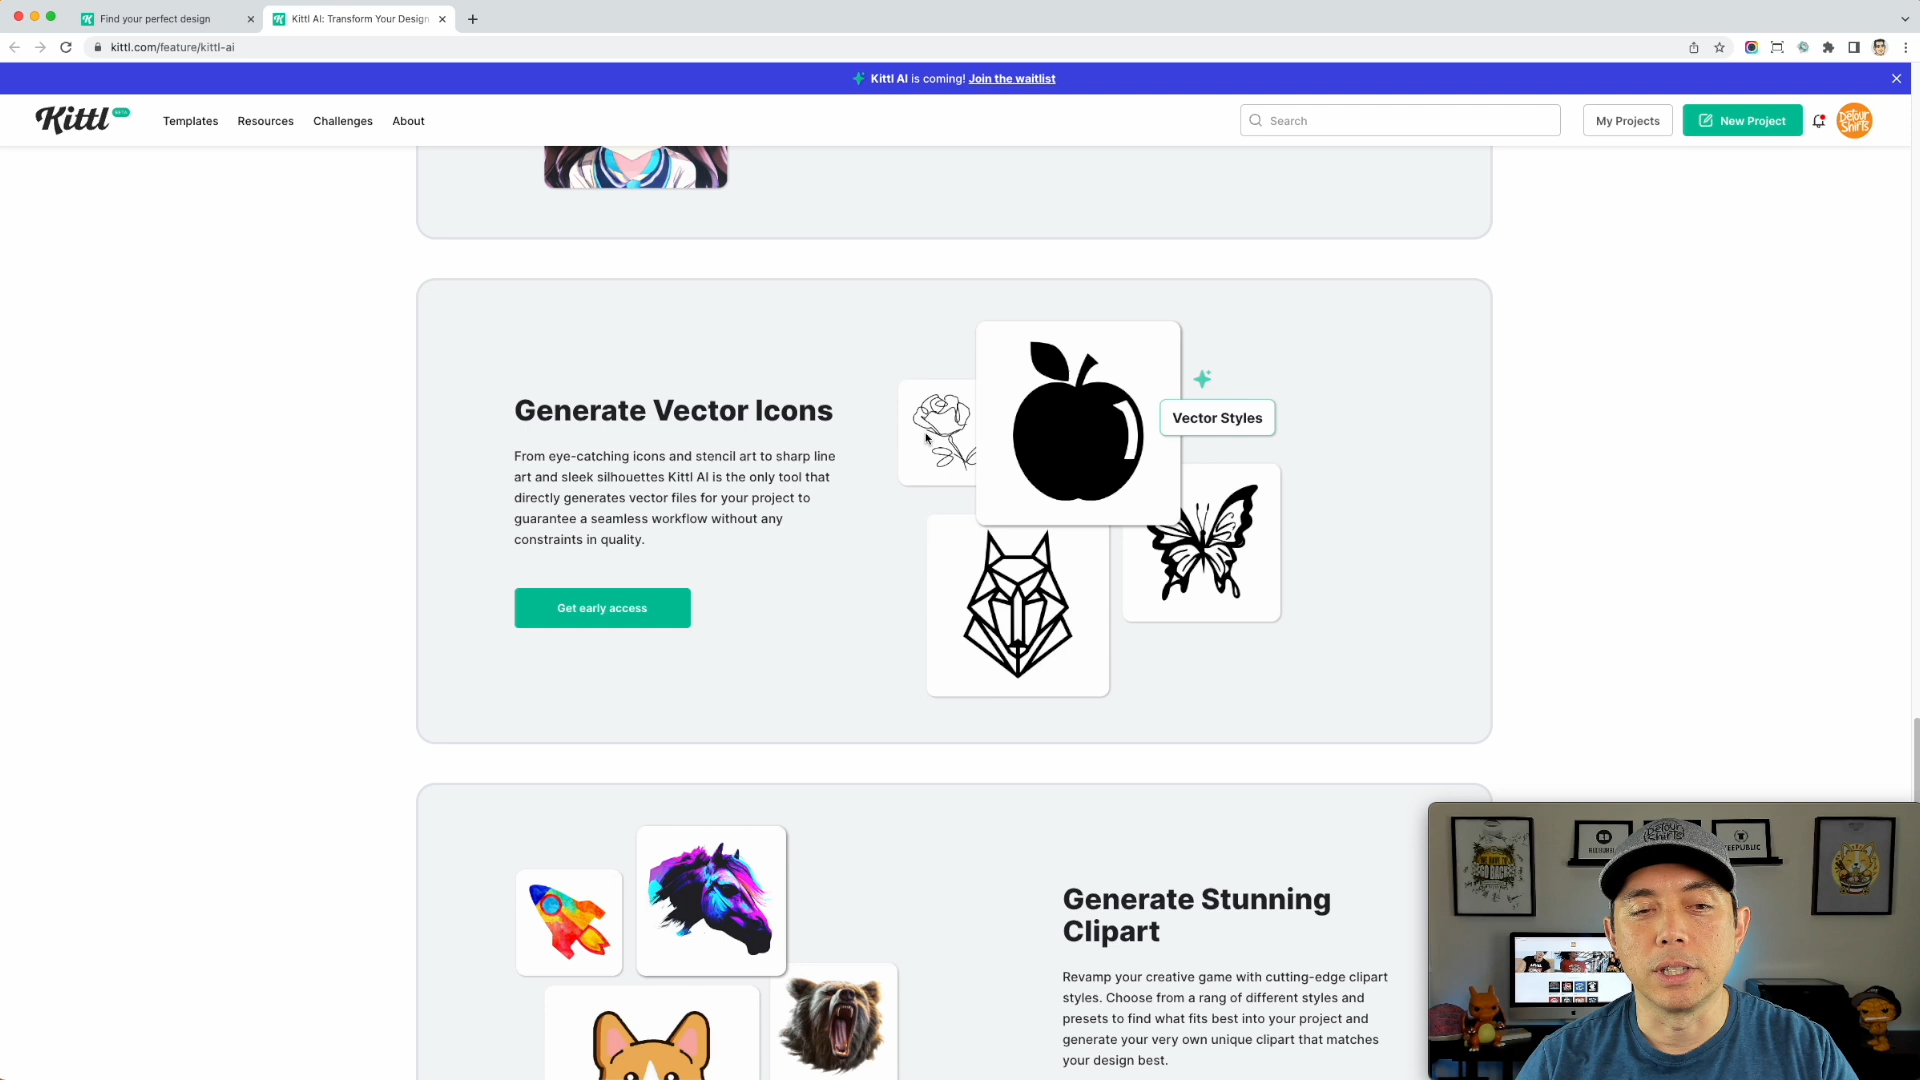 Find your perfect design
Kittl AI: Transform Your Design
kittl.com/feature/kittl-ai
Kittl AI is coming! Join the waitlist
Kittl BETA
Templates
Resources
Challenges
About
Search
My Projects
New Project
Detour Shirts
Generate Vector Icons
From eye-catching icons and stencil art to sharp line
art and sleek silhouettes Kittl AI is the only tool that
directly generates vector files for your project to
guarantee a seamless workflow without any
constraints in quality.
Get early access
Vector Styles
Generate Stunning
Clipart
Revamp your creative game with cutting-edge clipart
styles. Choose from a rang of different styles and
presets to find what fits best into your project and
generate your very own unique clipart that matches
your design best.
Detour
Shirts